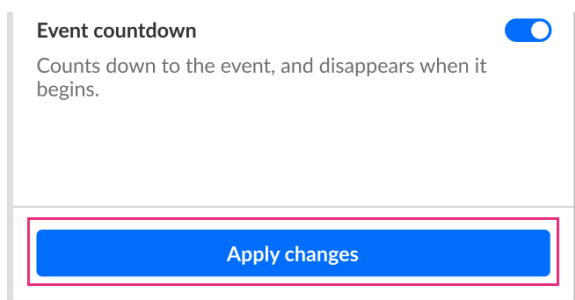 Event countdown
Counts down to the event, and disappears when it
begins.
Apply changes